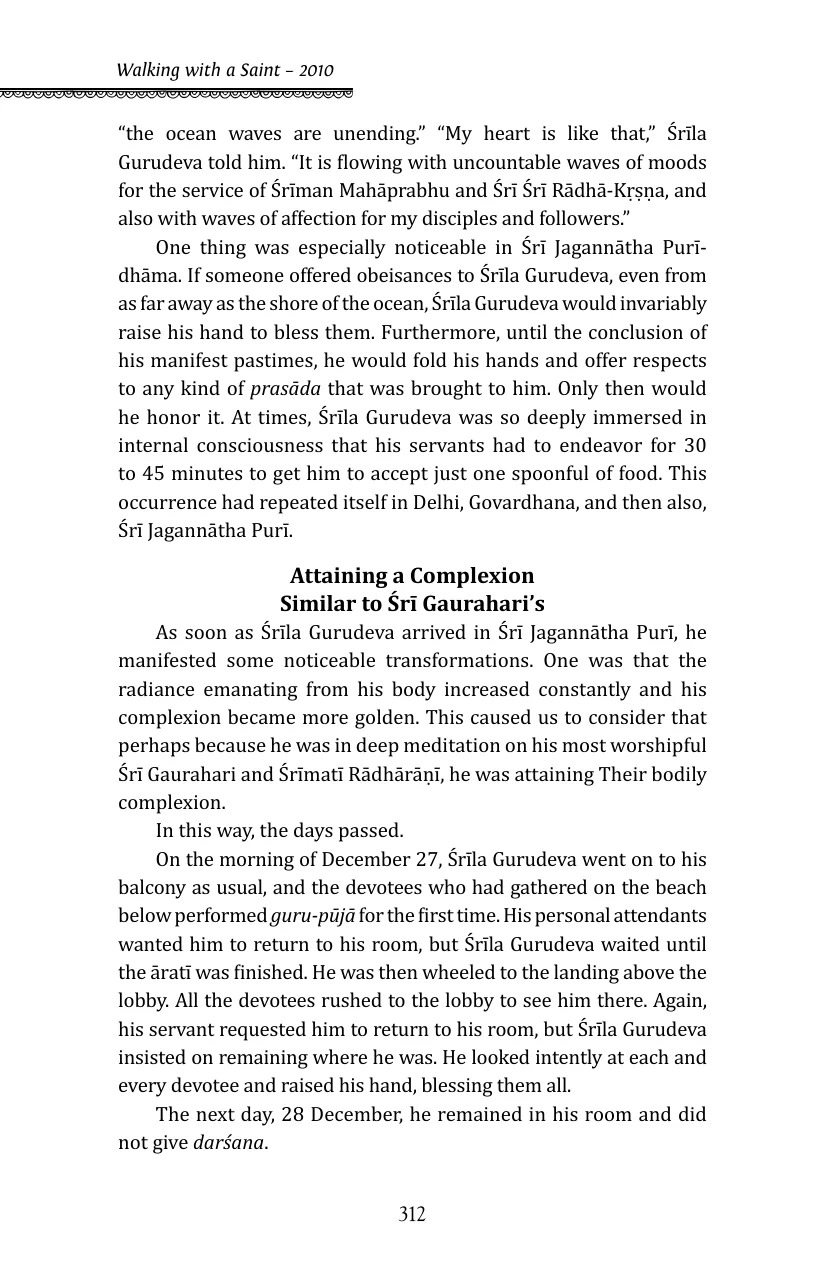 Walking with a Saint – 2010
“the ocean waves are unending.” “My heart is like that,” Śrīla
Gurudeva told him. “It is flowing with uncountable waves of moods
for the service of Śrīman Mahāprabhu and Śrī Śrī Rādhā-Kṛṣṇa, and
also with waves of affection for my disciples and followers.”
One thing was especially noticeable in Śrī Jagannātha Purī-
dhāma. If someone offered obeisances to Śrīla Gurudeva, even from
as far away as the shore of the ocean, Śrīla Gurudeva would invariably
raise his hand to bless them. Furthermore, until the conclusion of
his manifest pastimes, he would fold his hands and offer respects
to any kind of prasāda that was brought to him. Only then would
he honor it. At times, Śrīla Gurudeva was so deeply immersed in
internal consciousness that his servants had to endeavor for 30
to 45 minutes to get him to accept just one spoonful of food. This
occurrence had repeated itself in Delhi, Govardhana, and then also,
Śrī Jagannātha Purī.
Attaining a Complexion
Similar to Śrī Gaurahari’s
As soon as Śrīla Gurudeva arrived in Śrī Jagannātha Purī, he
manifested some noticeable transformations. One was that the
radiance emanating from his body increased constantly and his
complexion became more golden. This caused us to consider that
perhaps because he was in deep meditation on his most worshipful
Śrī Gaurahari and Śrīmatī Rādhārāṇī, he was attaining Their bodily
complexion.
In this way, the days passed.
On the morning of December 27, Śrīla Gurudeva went on to his
balcony as usual, and the devotees who had gathered on the beach
below performed guru-pūjā for the first time. His personal attendants
wanted him to return to his room, but Śrīla Gurudeva waited until
the āratī was finished. He was then wheeled to the landing above the
lobby. All the devotees rushed to the lobby to see him there. Again,
his servant requested him to return to his room, but Śrīla Gurudeva
insisted on remaining where he was. He looked intently at each and
every devotee and raised his hand, blessing them all.
The next day, 28 December, he remained in his room and did
not give darśana.
312